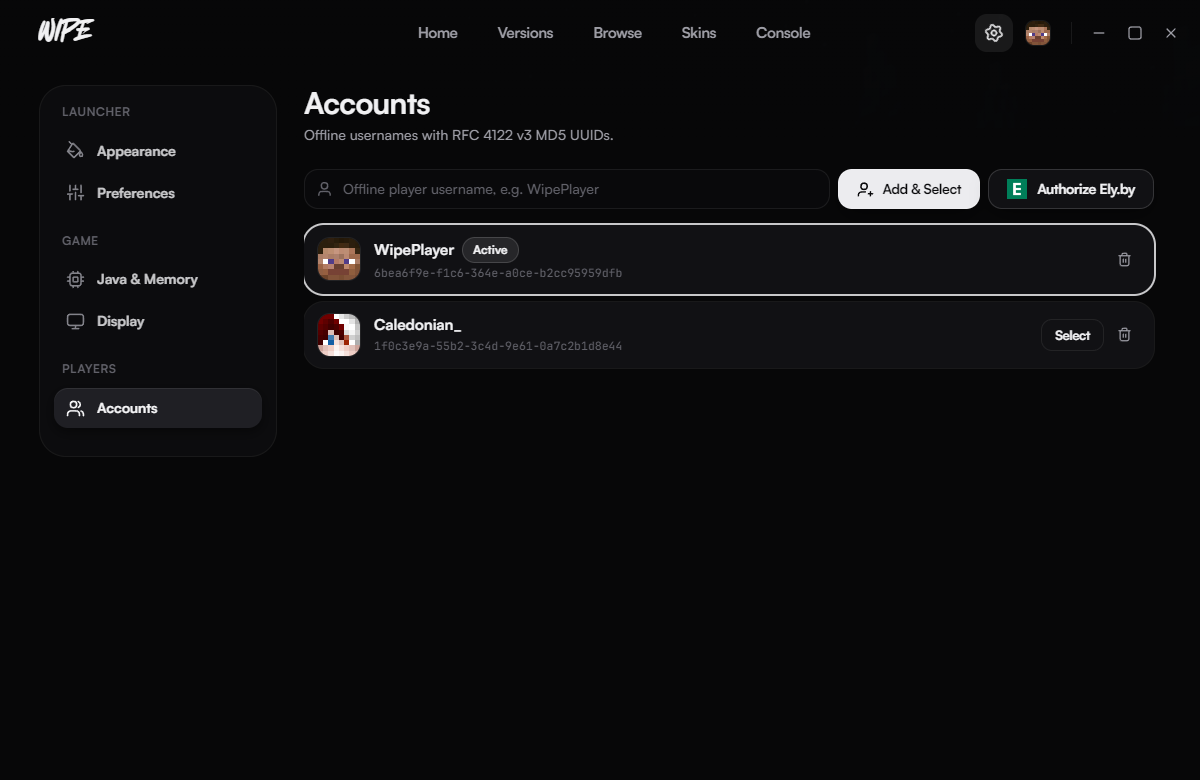 WIPE
Home
Versions
Browse
Skins
Console
LAUNCHER
Appearance
Preferences
GAME
Java & Memory
Display
PLAYERS
Accounts
Accounts
Offline usernames with RFC 4122 v3 MD5 UUIDs.
Offline player username, e.g. WipePlayer
Add & Select
E
Authorize Ely.by
WipePlayer
Active
6bea6f9e-f1c6-364e-a0ce-b2cc95959dfb
Caledonian_
1f0c3e9a-55b2-3c4d-9e61-0a7c2b1d8e44
Select